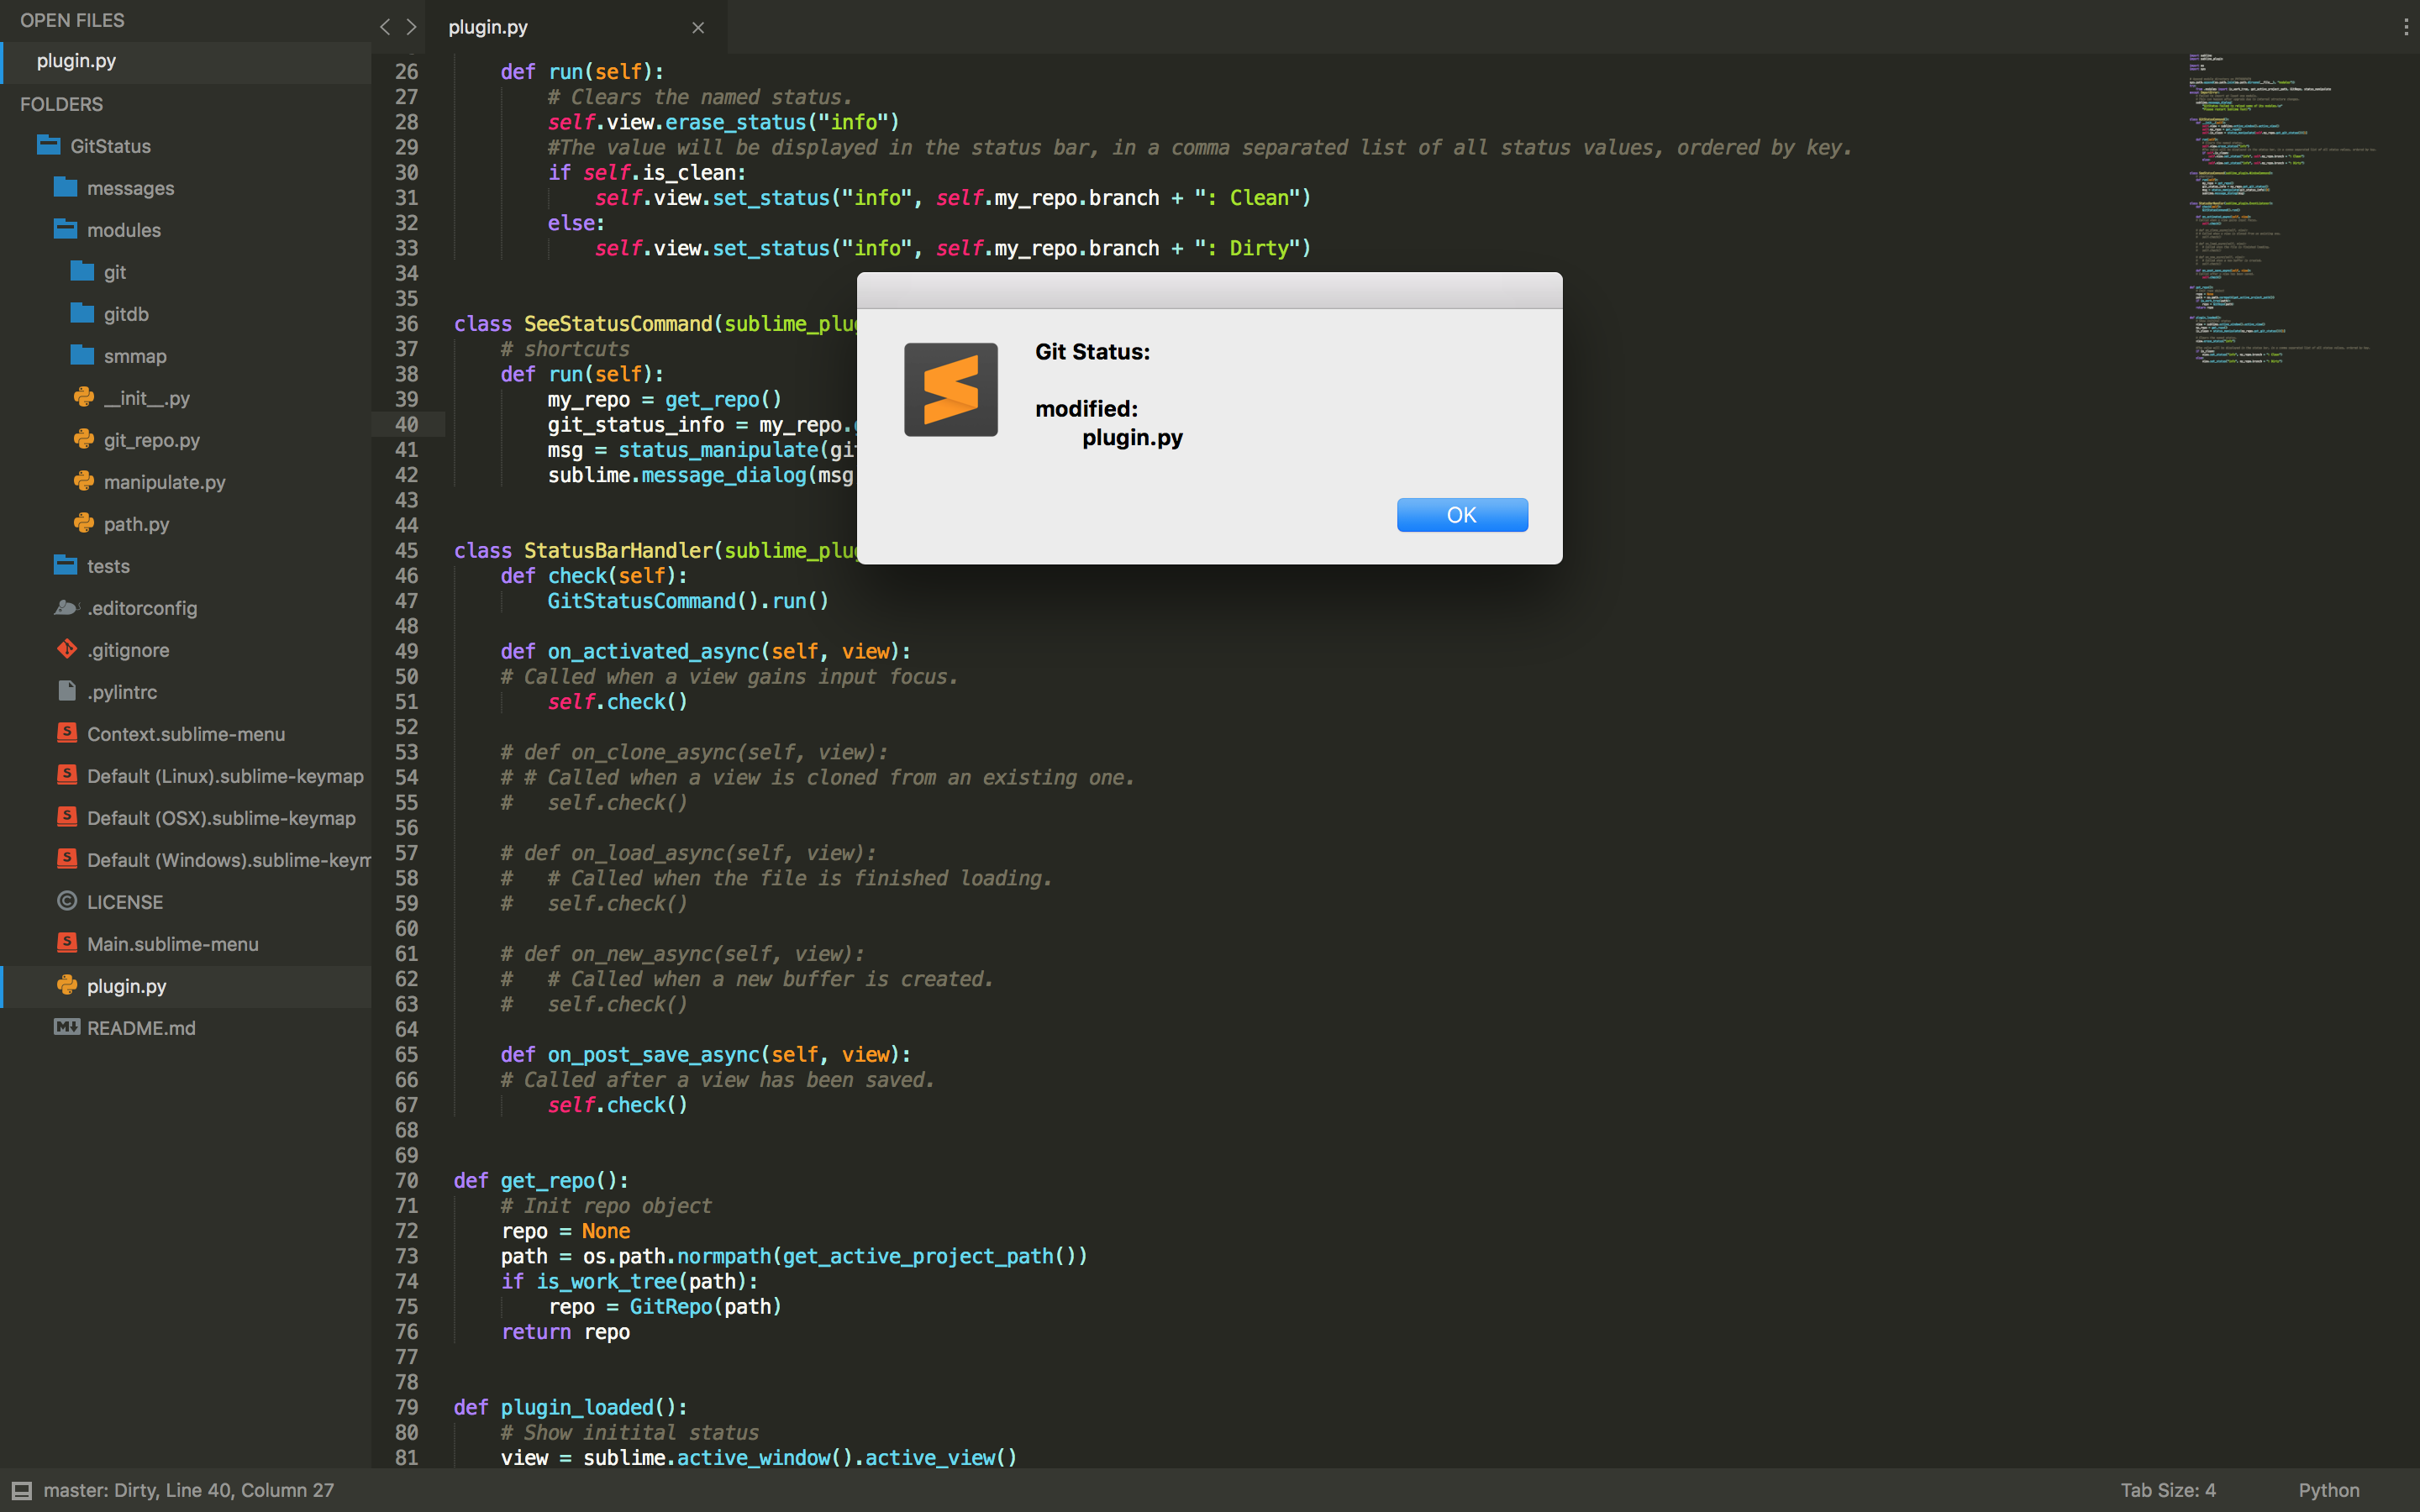 OPEN FILES
plugin.py
FOLDERS
GitStatus
messages
modules
git
gitdb
smmap
__init__.py
git_repo.py
manipulate.py
path.py
tests
.editorconfig
.gitignore
.pylintrc
Context.sublime-menu
Default (Linux).sublime-keymap
Default (OSX).sublime-keymap
Default (Windows).sublime-keym
LICENSE
Main.sublime-menu
plugin.py
README.md
plugin.py
26 def run(self):
27 # Clears the named status.
28 self.view.erase_status("info")
29 #The value will be displayed in the status bar, in a comma separated list of all status values, ordered by key.
30 if self.is_clean:
31 self.view.set_status("info", self.my_repo.branch + ": Clean")
32 else:
33 self.view.set_status("info", self.my_repo.branch + ": Dirty")
34
35
36 class SeeStatusCommand(sublime_plu
37 # shortcuts
38 def run(self):
39 my_repo = get_repo()
40 git_status_info = my_repo.
41 msg = status_manipulate(gi
42 sublime.message_dialog(msg
43
44
45 class StatusBarHandler(sublime_plu
46 def check(self):
47 GitStatusCommand().run()
48
49 def on_activated_async(self, view):
50 # Called when a view gains input focus.
51 self.check()
52
53 # def on_clone_async(self, view):
54 # # Called when a view is cloned from an existing one.
55 # self.check()
56
57 # def on_load_async(self, view):
58 # # Called when the file is finished loading.
59 # self.check()
60
61 # def on_new_async(self, view):
62 # # Called when a new buffer is created.
63 # self.check()
64
65 def on_post_save_async(self, view):
66 # Called after a view has been saved.
67 self.check()
68
69
70 def get_repo():
71 # Init repo object
72 repo = None
73 path = os.path.normpath(get_active_project_path())
74 if is_work_tree(path):
75 repo = GitRepo(path)
76 return repo
77
78
79 def plugin_loaded():
80 # Show initital status
81 view = sublime.active_window().active_view()
Git Status:
modified:
plugin.py
OK
master: Dirty, Line 40, Column 27
Tab Size: 4
Python